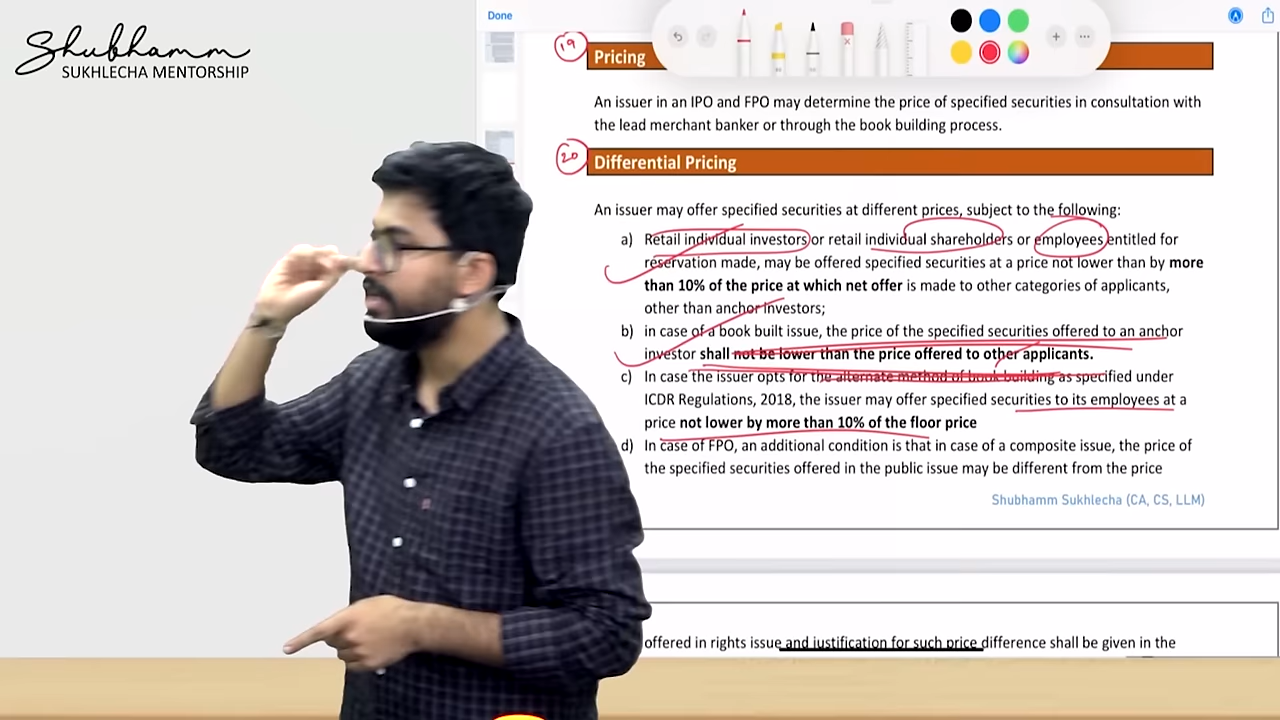 Shubhamm
SUKHLECHA MENTORSHIP
Done
19
Pricing
An issuer in an IPO and FPO may determine the price of specified securities in consultation with
the lead merchant banker or through the book building process.
20
Differential Pricing
An issuer may offer specified securities at different prices, subject to the following:
a) Retail individual investors or retail individual shareholders or employees entitled for
reservation made, may be offered specified securities at a price not lower than by more
than 10% of the price at which net offer is made to other categories of applicants,
other than anchor investors;
b) in case of a book built issue, the price of the specified securities offered to an anchor
investor shall not be lower than the price offered to other applicants.
c) In case the issuer opts for the alternate method of book building as specified under
ICDR Regulations, 2018, the issuer may offer specified securities to its employees at a
price not lower by more than 10% of the floor price
d) In case of FPO, an additional condition is that in case of a composite issue, the price of
the specified securities offered in the public issue may be different from the price
Shubhamm Sukhlecha (CA, CS, LLM)
offered in rights issue and justification for such price difference shall be given in the